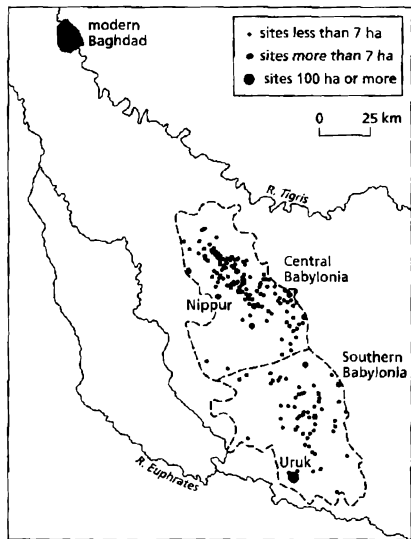 modern
Baghdad
sites less than 7 ha
sites more than 7 ha
sites 100 ha or more
0 25 km
R. Tigris
Central
Babylonia
Nippur
Southern
Babylonia
Uruk
R. Euphrates